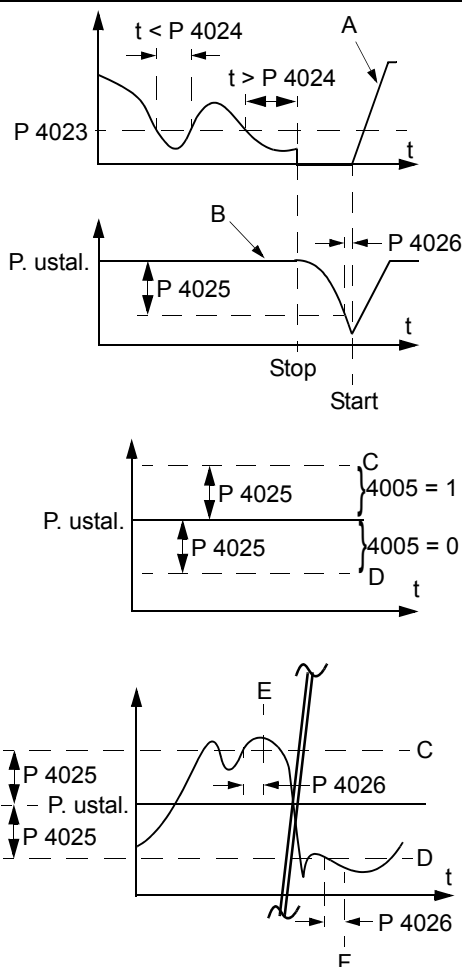 t < P 4024
A
t > P 4024
P 4023
t
B
P 4026
P. ustal.
P 4025
t
Stop
Start
C
P 4025
4005 = 1
P. ustal.
P 4025
4005 = 0
D
t
E
C
P 4025
P 4026
P. ustal.
P 4025
D
t
P 4026
F